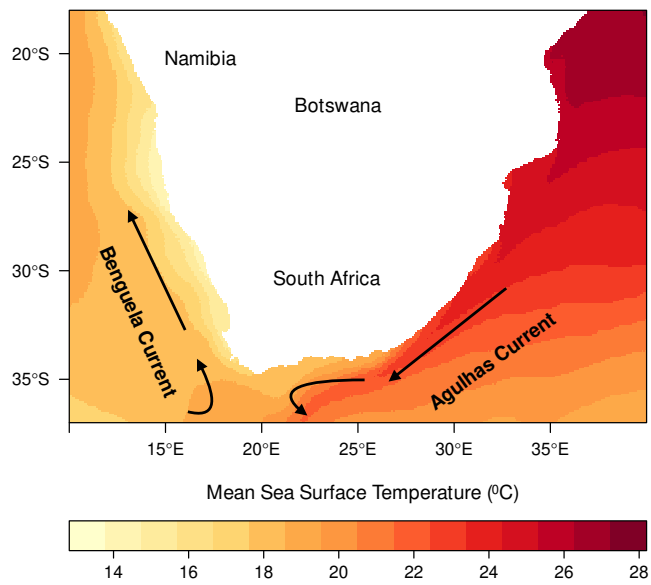 20°S
25°S
30°S
35°S
Namibia
Botswana
South Africa
Benguela Current
Agulhas Current
15°E 20°E 25°E 30°E 35°E
Mean Sea Surface Temperature (⁰C)
14 16 18 20 22 24 26 28